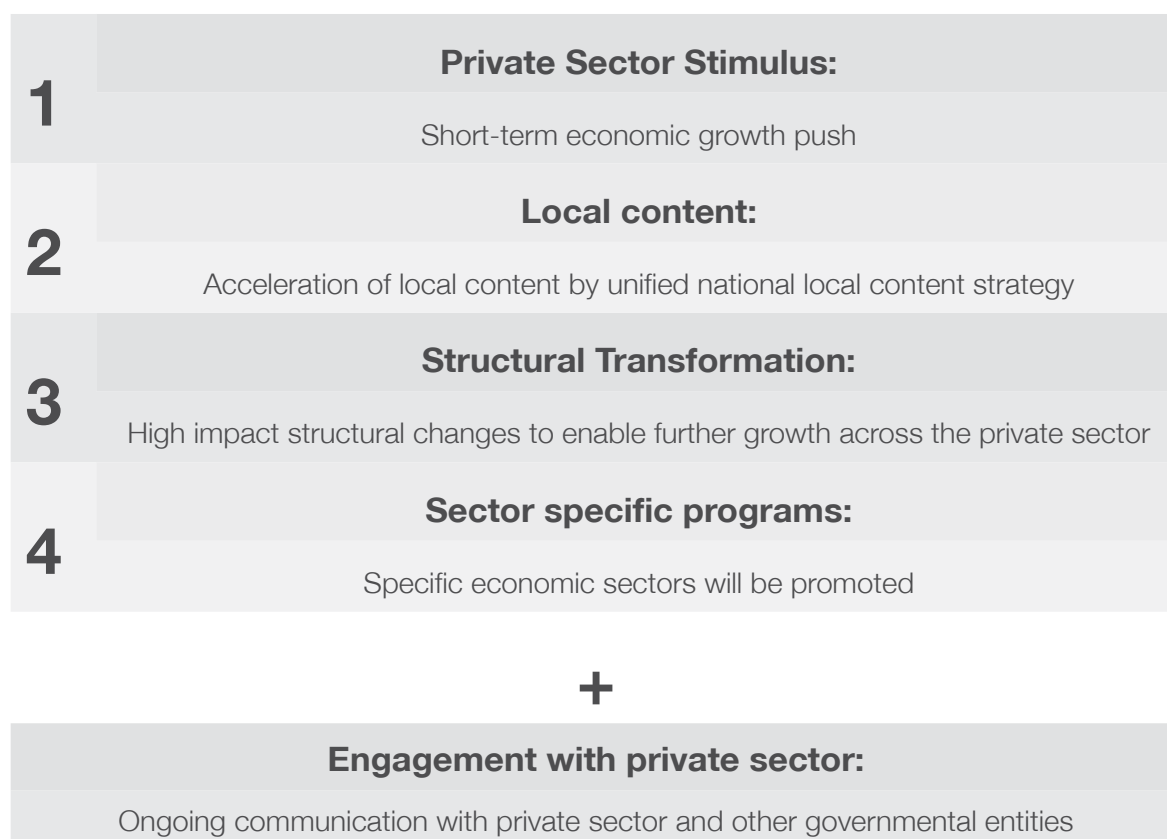 1
Private Sector Stimulus:
Short-term economic growth push
2
Local content:
Acceleration of local content by unified national local content strategy
3
Structural Transformation:
High impact structural changes to enable further growth across the private sector
4
Sector specific programs:
Specific economic sectors will be promoted
+
Engagement with private sector:
Ongoing communication with private sector and other governmental entities